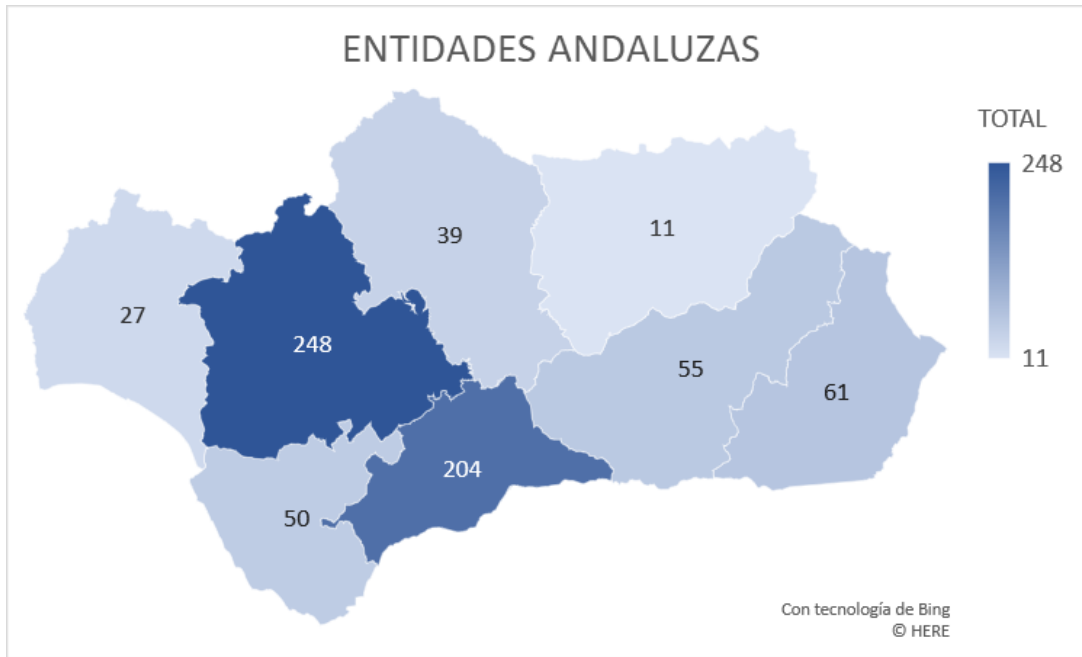 ENTIDADES ANDALUZAS
TOTAL
248
11
39
11
27
248
55
61
204
50
Con tecnología de Bing
© HERE